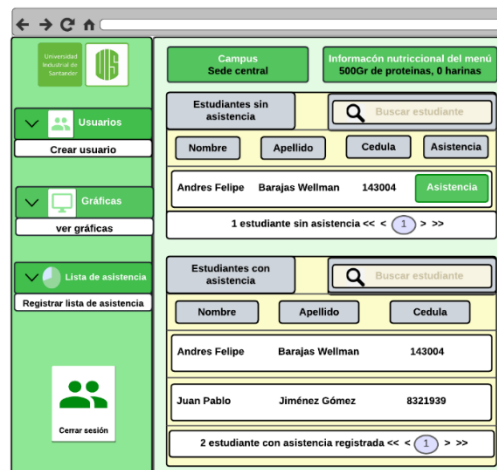 Universidad
Industrial de
Santander
Usuarios
Crear usuario
Gráficas
ver gráficas
Lista de asistencia
Registrar lista de asistencia
Cerrar sesión
Campus
Sede central
Informacón nutriccional del menú
500Gr de proteinas, 0 harinas
Estudiantes sin
asistencia
Buscar estudiante
Nombre Apellido Cedula Asistencia
Andres Felipe Barajas Wellman 143004 Asistencia
1 estudiante sin asistencia << < 1 > >>
Estudiantes con
asistencia
Buscar estudiante
Nombre Apellido Cedula
Andres Felipe Barajas Wellman 143004
Juan Pablo Jiménez Gómez 8321939
2 estudiante con asistencia registrada << < 1 > >>